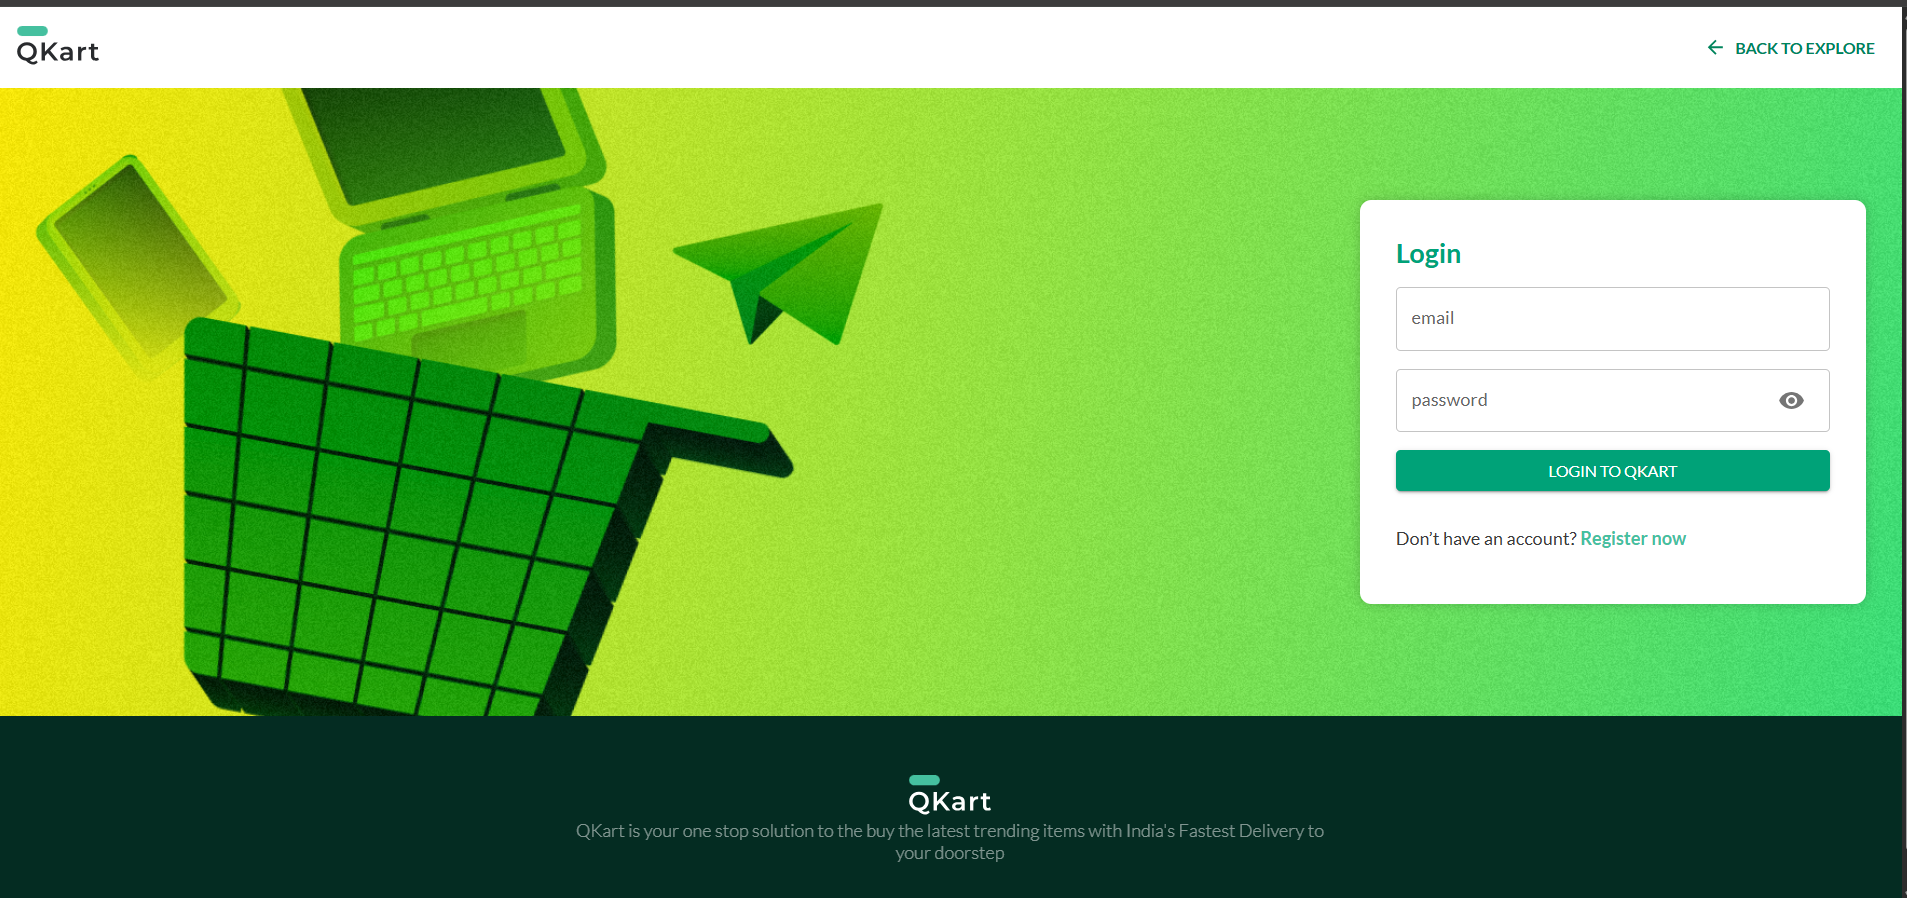 QKart
BACK TO EXPLORE
Login
email
password
LOGIN TO QKART
Don’t have an account? Register now
QKart
QKart is your one stop solution to the buy the latest trending items with India's Fastest Delivery to
your doorstep